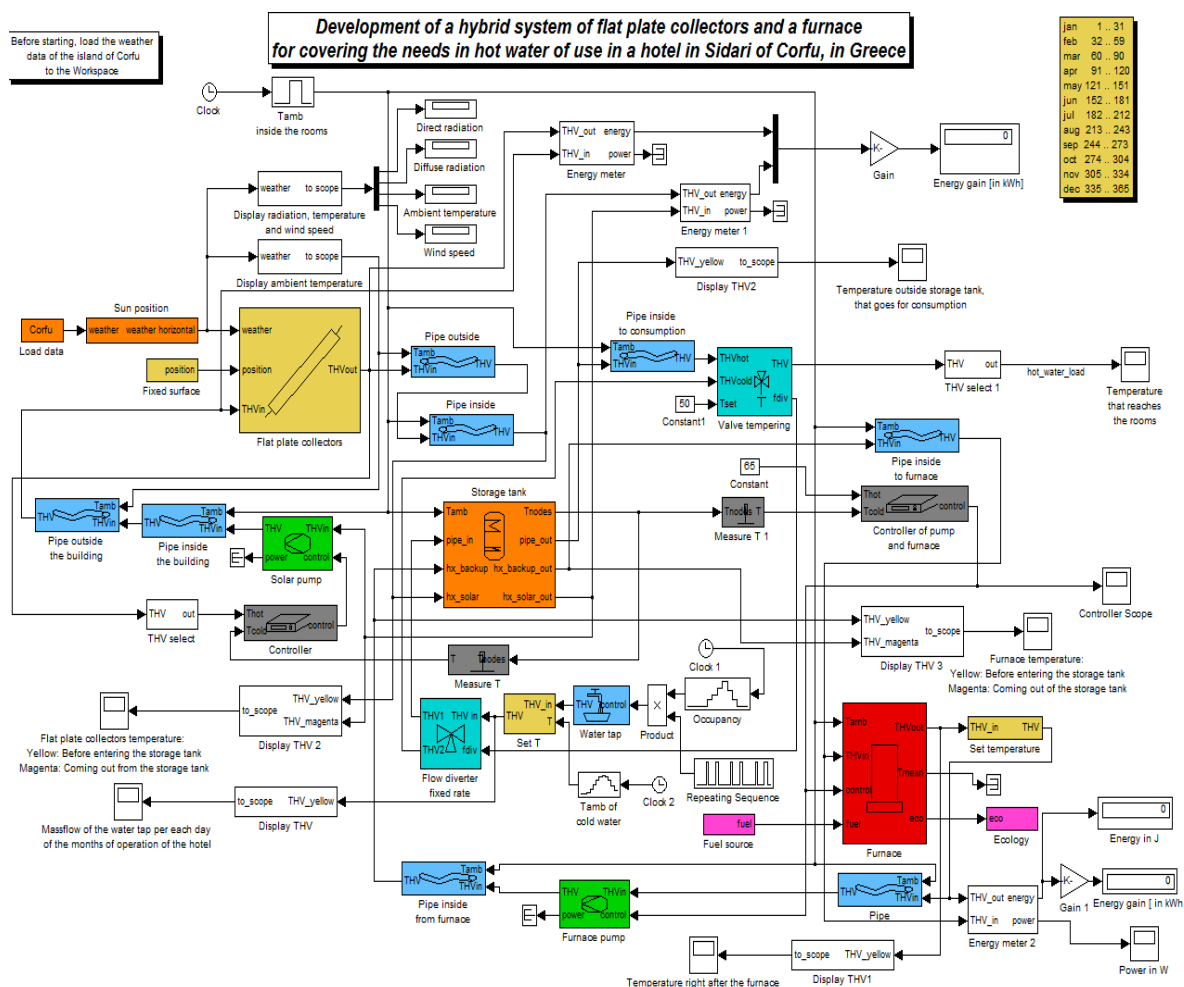 Development of a hybrid system of flat plate collectors and a furnace
for covering the needs in hot water of use in a hotel in Sidari of Corfu, in Greece
Before starting, load the weather
data of the island of Corfu
to the Workspace
jan 1 .. 31
feb 32 .. 59
mar 60 .. 90
apr 91 .. 120
may 121 .. 151
jun 152 .. 181
jul 182 .. 212
aug 213 .. 243
sep 244 .. 273
oct 274 .. 304
nov 305 .. 334
dec 335 .. 365
Clock
Tamb
inside the rooms
Direct radiation
Diffuse radiation
Ambient temperature
Wind speed
weather to scope
Display radiation, temperature
and wind speed
weather to scope
Display ambient temperature
THV_out energy
THV_in power
Energy meter
THV_out energy
THV_in power
Energy meter 1
K-
Gain
0
Energy gain [in kWh]
THV_yellow to_scope
Display THV2
Temperature outside storage tank,
that goes for consumption
Corfu
Load data
Sun position
weather weather horizontal
position
Fixed surface
weather
position
THVin
THVout
Flat plate collectors
Pipe outside
Tamb
THVin
THV
Pipe inside
Tamb
THVin
THV
Pipe inside
to consumption
Tamb
THVin
THV
THVhot
THVcold
Tset
THV
fdiv
Valve tempering
50
Constant1
THV out
THV select 1
hot_water_load
Temperature
that reaches
the rooms
Tamb
THVin
THV
Pipe inside
to furnace
65
Constant
Thot
Tcold
control
Controller of pump
and furnace
Controller Scope
Storage tank
Tamb
pipe_in
hx_backup
hx_solar
Tnodes
pipe_out
hx_backup_out
hx_solar_out
Tnodes T
Measure T 1
THV
Tamb
THVin
Pipe outside
the building
THV
Tamb
THVin
Pipe inside
the building
THV THVin
power control
Solar pump
THV out
THV select
Thot
Tcold
control
Controller
T Tnodes
Measure T
THV_yellow
THV_magenta
to_scope
Display THV 3
Furnace temperature:
Yellow: Before entering the storage tank
Magenta: Coming out of the storage tank
Clock 1
Occupancy
to_scope
THV_yellow
THV_magenta
Display THV 2
Flat plate collectors temperature:
Yellow: Before entering the storage tank
Magenta: Coming out from the storage tank
THV1 THV in
THV2 fdiv
Flow diverter
fixed rate
THV_in
THV
T
Set T
THV control
Water tap
x
Product
Repeating Sequence
Tamb of
cold water
Clock 2
to_scope THV_yellow
Display THV
Massflow of the water tap per each day
of the months of operation of the hotel
fuel
Fuel source
Tamb
THVin
control
fuel
THVout
Tmean
eco
Furnace
THV_in THV
Set temperature
eco
Ecology
0
Energy in J
K-
Gain 1
0
Energy gain [ in kWh
THV
Tamb
THVin
Pipe inside
from furnace
THV THVin
power control
Furnace pump
THV
Tamb
THVin
Pipe
THV_out energy
THV_in power
Energy meter 2
Power in W
to_scope THV_yellow
Display THV1
Temperature right after the furnace